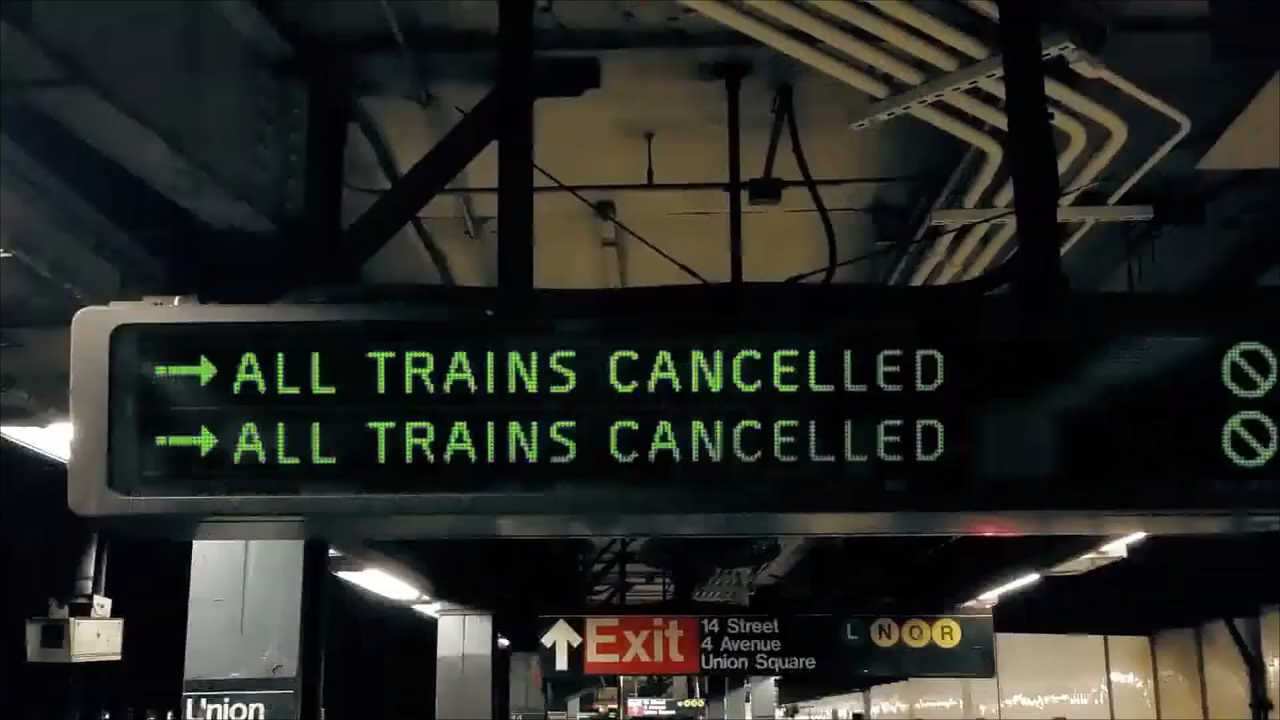 →ALL TRAINS CANCELLED
→ALL TRAINS CANCELLED
↑ Exit
14 Street
4 Avenue
Union Square
L N Q R
Union